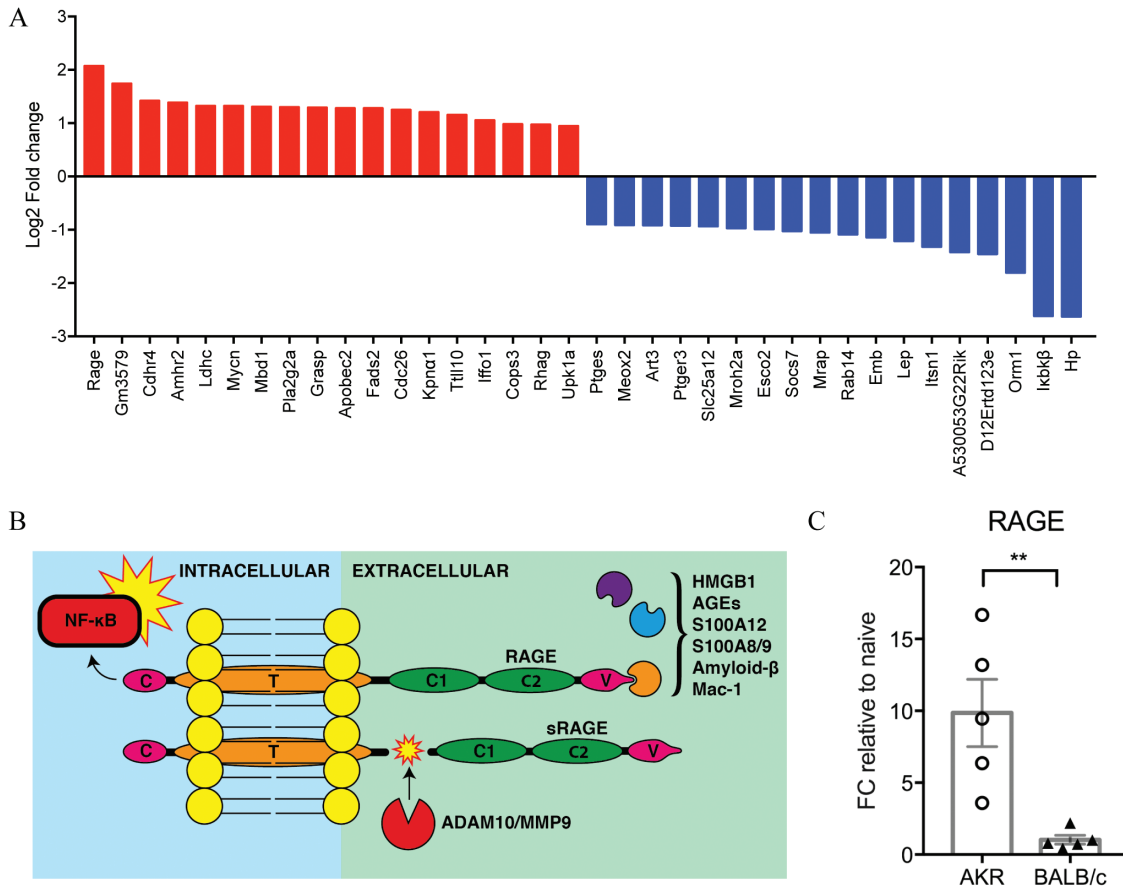 A
3
2
1
0
-1
-2
-3
Log2 Fold change
Rage
Gm3579
Cdhr4
Amhr2
Ldhc
Mycn
Mbd1
Pla2g2a
Grasp
Apobec2
Fads2
Cdc26
Kpnα1
Ttll10
Iffo1
Cops3
Rhag
Upk1a
Ptges
Meox2
Art3
Ptger3
Slc25a12
Mroh2a
Esco2
Socs7
Mrap
Rab14
Emb
Lep
Itsn1
A530053G22Rik
D12Ertd123e
Orm1
Ikbkβ
Hp
B
INTRACELLULAR EXTRACELLULAR
NF-κB
HMGB1
AGEs
S100A12
S100A8/9
Amyloid-β
Mac-1
RAGE
C T C1 C2 V
sRAGE
C T C1 C2 V
ADAM10/MMP9
C
RAGE
**
20
15
10
5
0
FC relative to naive
AKR BALB/c